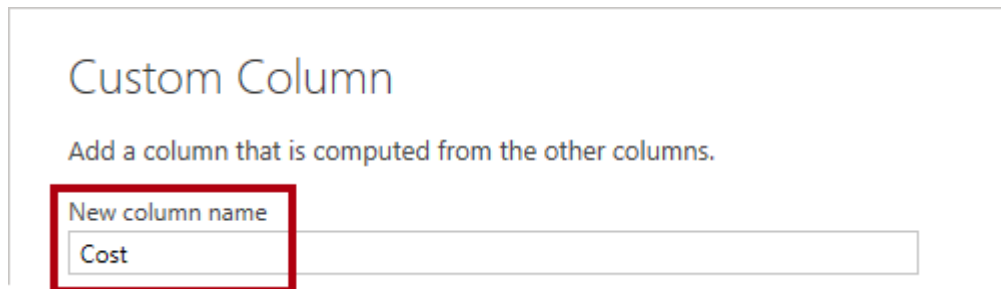 Custom Column
Add a column that is computed from the other columns.
New column name
Cost